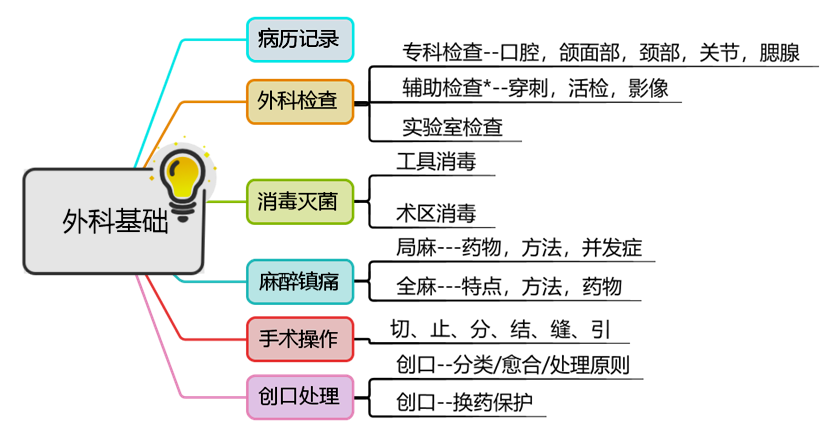 外科基础
病历记录
外科检查
专科检查--口腔，颌面部，颈部，关节，腮腺
辅助检查*--穿刺，活检，影像
实验室检查
消毒灭菌
工具消毒
术区消毒
麻醉镇痛
局麻---药物，方法，并发症
全麻---特点，方法，药物
手术操作
切、止、分、结、缝、引
创口处理
创口--分类/愈合/处理原则
创口--换药保护